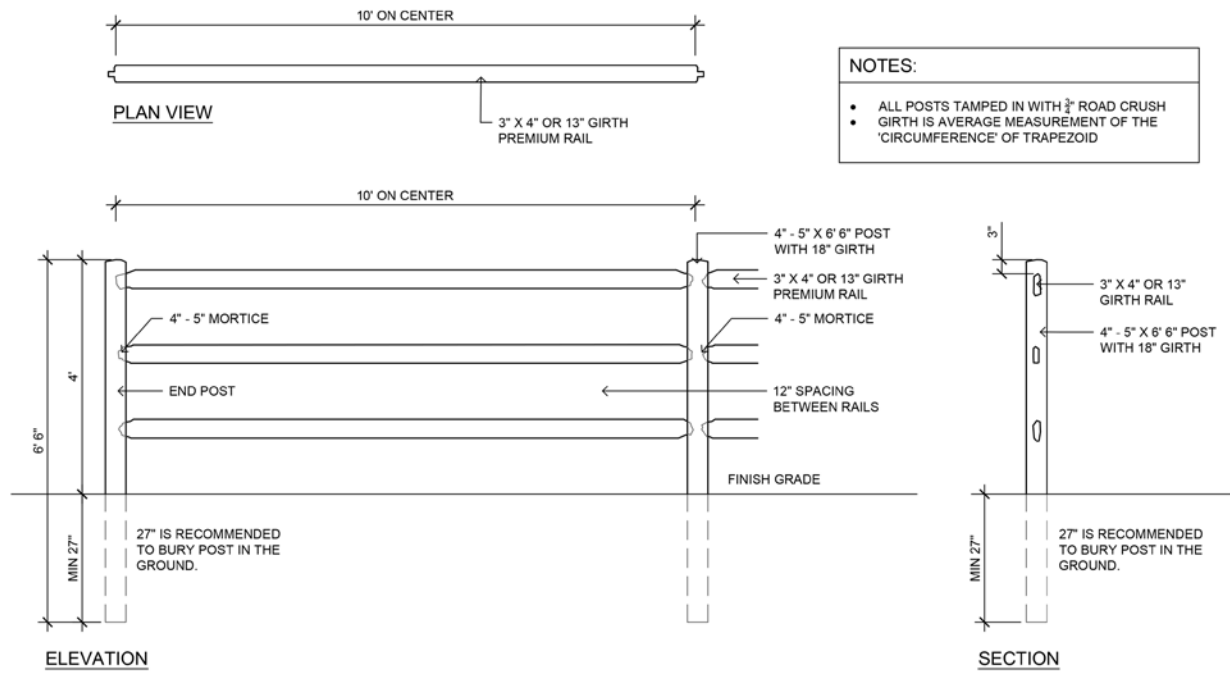 10' ON CENTER
PLAN VIEW
3" X 4" OR 13" GIRTH
PREMIUM RAIL
NOTES:
• ALL POSTS TAMPED IN WITH ¾" ROAD CRUSH
• GIRTH IS AVERAGE MEASUREMENT OF THE
'CIRCUMFERENCE' OF TRAPEZOID
10' ON CENTER
4" - 5" X 6' 6" POST
WITH 18" GIRTH
3" X 4" OR 13" GIRTH
PREMIUM RAIL
4" - 5" MORTICE
4" - 5" MORTICE
END POST
12" SPACING
BETWEEN RAILS
6' 6"
4'
MIN 27"
FINISH GRADE
27" IS RECOMMENDED
TO BURY POST IN THE
GROUND.
ELEVATION
3"
3" X 4" OR 13"
GIRTH RAIL
4" - 5" X 6' 6" POST
WITH 18" GIRTH
MIN 27"
27" IS RECOMMENDED
TO BURY POST IN THE
GROUND.
SECTION